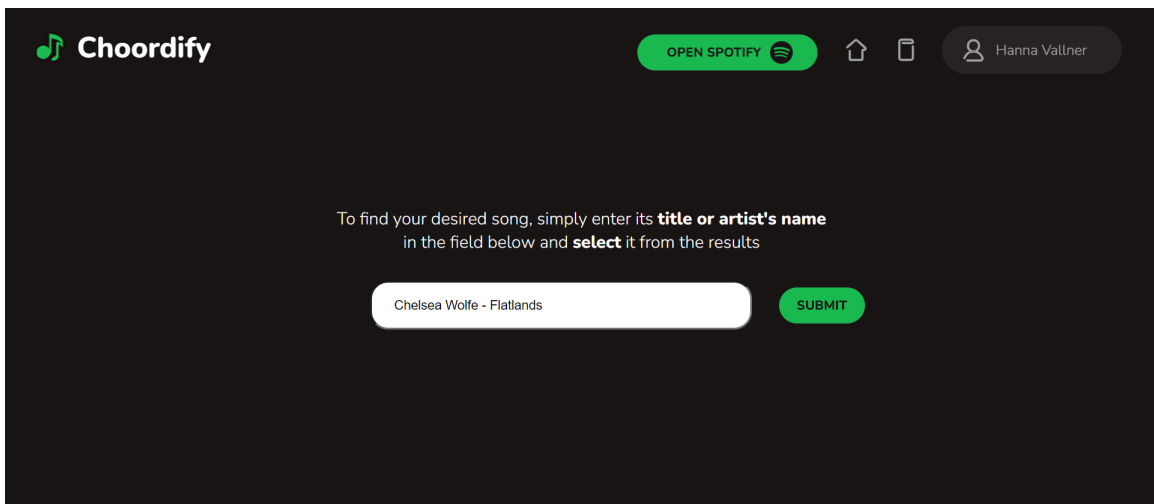 Choordify
OPEN SPOTIFY
Hanna Vallner
To find your desired song, simply enter its title or artist's name
in the field below and select it from the results
Chelsea Wolfe - Flatlands
SUBMIT